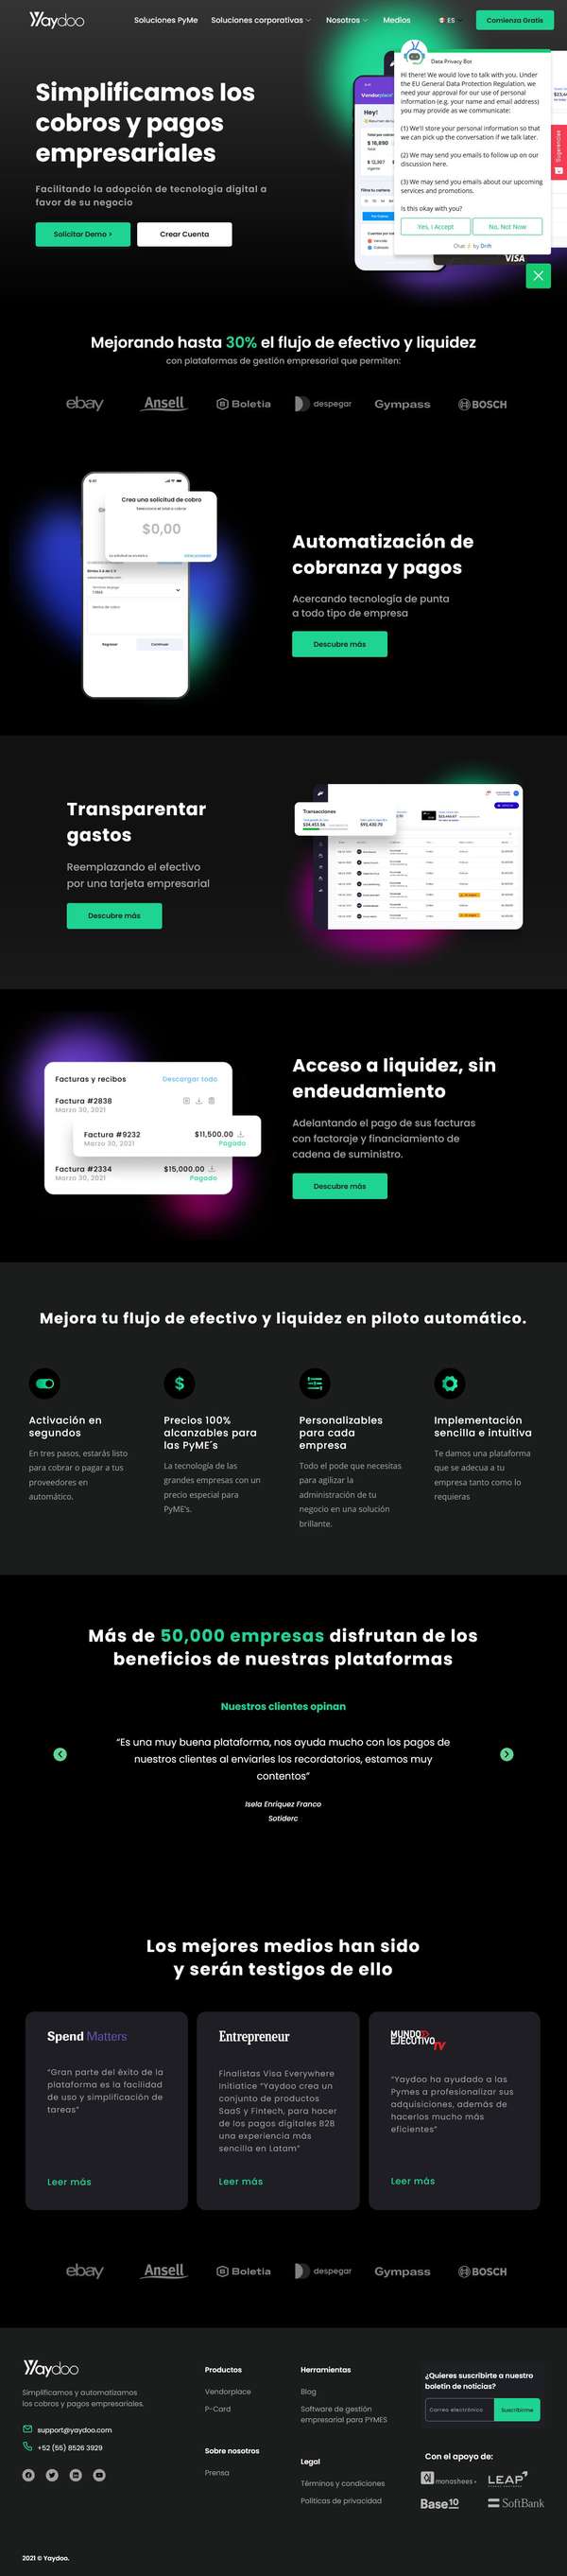 Yaydoo
Soluciones PyMe
Soluciones corporativas
Nosotros
Medios
ES
Comienza Gratis
Simplificamos los
cobros y pagos
empresariales
Facilitando la adopción de tecnología digital a
favor de su negocio
Solicitar Demo >
Crear Cuenta
Hey!
Data Privacy Bot
Hi there! We would love to talk with you. Under
the EU General Data Protection Regulation, we
need your approval for our use of personal
information (e.g. your name and email address)
you may provide as we communicate:
(1) We'll store your personal information so that
we can pick up the conversation if we talk later.
(2) We may send you emails to follow up on our
discussion here.
(3) We may send you emails about our upcoming
services and promotions.
Is this okay with you?
Yes, I Accept
No, Not Now
Chat ⚡ by Drift
Sugerencias
VISA
Mejorando hasta 30% el flujo de efectivo y liquidez
con plataformas de gestión empresarial que permiten:
ebay
Ansell
Boletia
despegar
Gympass
BOSCH
Crea una solicitud de cobro
$0,00
Regresar
Continuar
Automatización de
cobranza y pagos
Acercando tecnología de punta
a todo tipo de empresa
Descubre más
Transparentar
gastos
Reemplazando el efectivo
por una tarjeta empresarial
Descubre más
Transacciones
Facturas y recibos
Descargar todo
Factura #2838
Marzo 30, 2021
Factura #9232
$11,500.00
Marzo 30, 2021
Pagado
Factura #2334
$15,000.00
Marzo 30, 2021
Pagado
Acceso a liquidez, sin
endeudamiento
Adelantando el pago de sus facturas
con factoraje y financiamiento de
cadena de suministro.
Descubre más
Mejora tu flujo de efectivo y liquidez en piloto automático.
Activación en
segundos
En tres pasos, estarás listo
para cobrar o pagar a tus
proveedores en
automático.
Precios 100%
alcanzables para
las PyME´s
La tecnología de las
grandes empresas con un
precio especial para
PyME's.
Personalizables
para cada
empresa
Todo el pode que necesitas
para agilizar la
administración de tu
negocio en una solución
brillante.
Implementación
sencilla e intuitiva
Te damos una plataforma
que se adecua a tu
empresa tanto como lo
requieras
Más de 50,000 empresas disfrutan de los
beneficios de nuestras plataformas
Nuestros clientes opinan
“Es una muy buena plataforma, nos ayuda mucho con los pagos de
nuestros clientes al enviarles los recordatorios, estamos muy
contentos”
Isela Enriquez Franco
Sotiderc
Los mejores medios han sido
y serán testigos de ello
Spend Matters
“Gran parte del éxito de la
plataforma es la facilidad
de uso y simplificación de
tareas”
Leer más
Entrepreneur
Finalistas Visa Everywhere
Initiatice “Yaydoo crea un
conjunto de productos
SaaS y Fintech, para hacer
de los pagos digitales B2B
una experiencia más
sencilla en Latam”
Leer más
MUNDO
EJECUTIVO TV
“Yaydoo ha ayudado a las
Pymes a profesionalizar sus
adquisiciones, además de
hacerlos mucho más
eficientes”
Leer más
ebay
Ansell
Boletia
despegar
Gympass
BOSCH
Yaydoo
Simplificamos y automatizamos
los cobros y pagos empresariales.
support@yaydoo.com
+52 (55) 8526 3929
Productos
Vendorplace
P-Card
Sobre nosotros
Prensa
Herramientas
Blog
Software de gestión
empresarial para PYMES
Legal
Términos y condiciones
Políticas de privacidad
¿Quieres suscribirte a nuestro
boletín de noticias?
Correo electrónico
Suscribirme
Con el apoyo de:
monashees+
LEAP
Base10
SoftBank
2021 © Yaydoo.